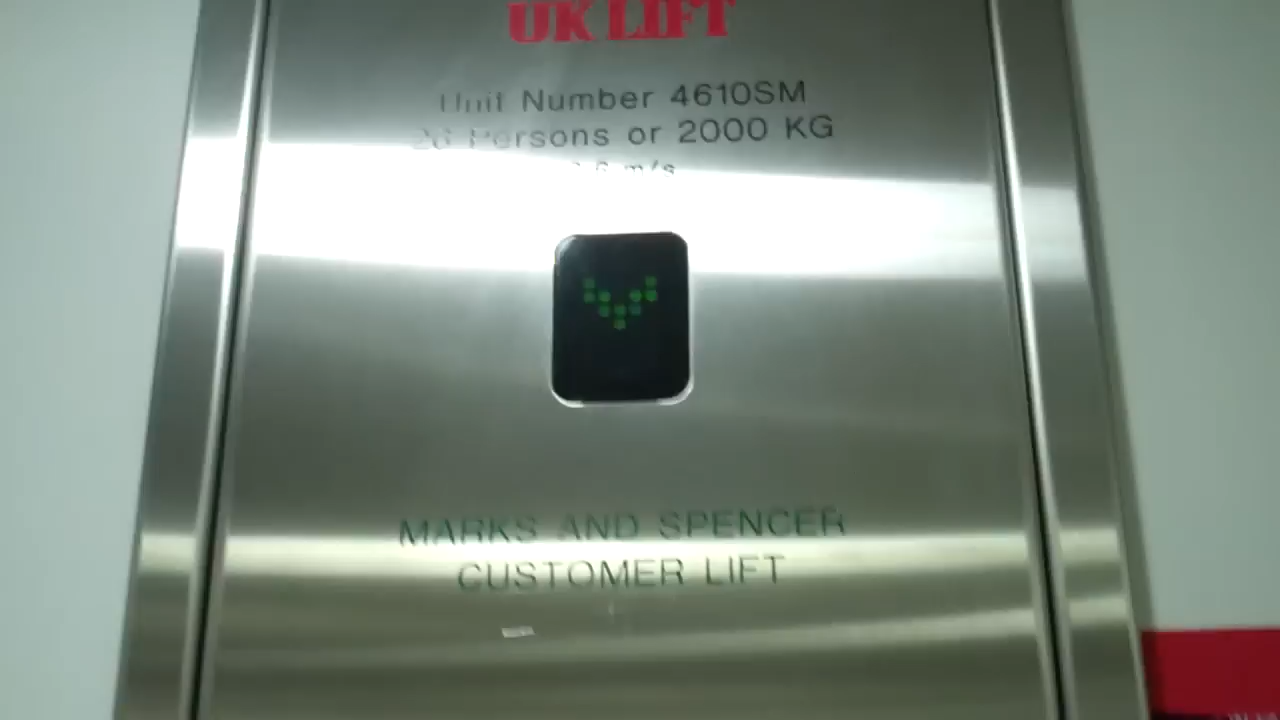 UK LIFT
Unit Number 4610SM
26 Persons or 2000 KG
m/s
MARKS AND SPENCER
CUSTOMER LIFT